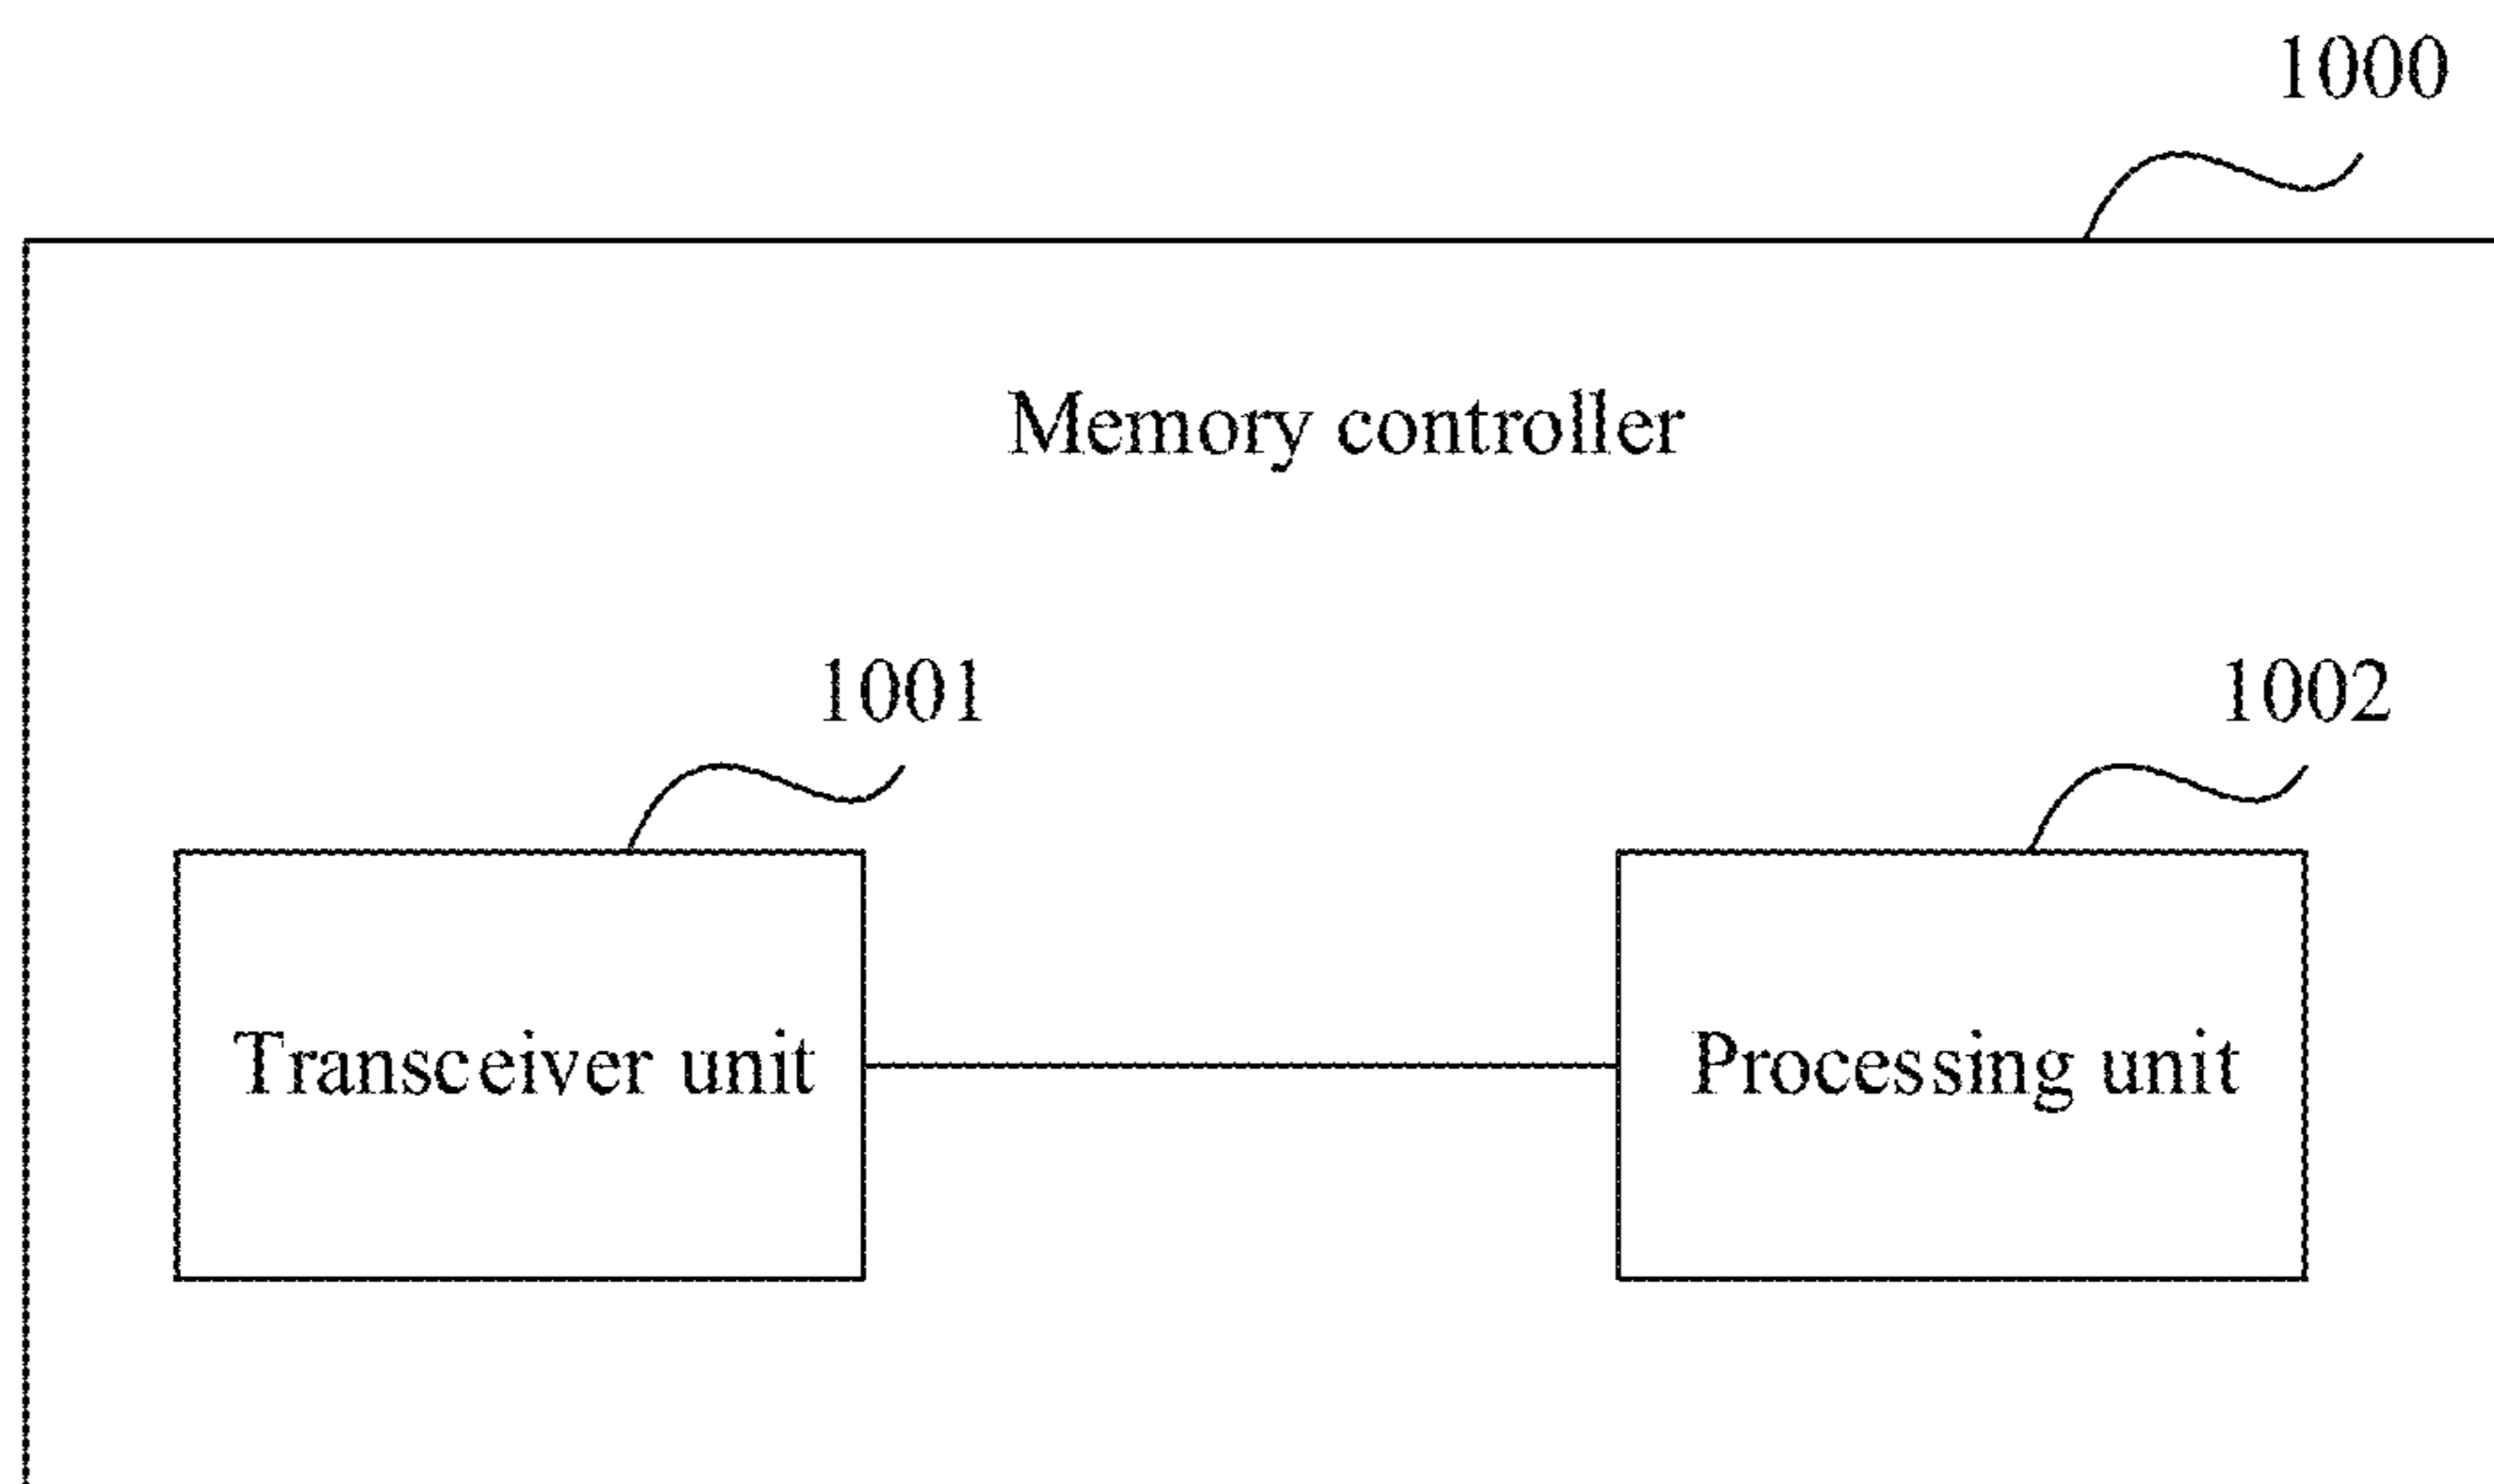 1000
Memory controller
1001
1002
Transceiver unit
Processing unit